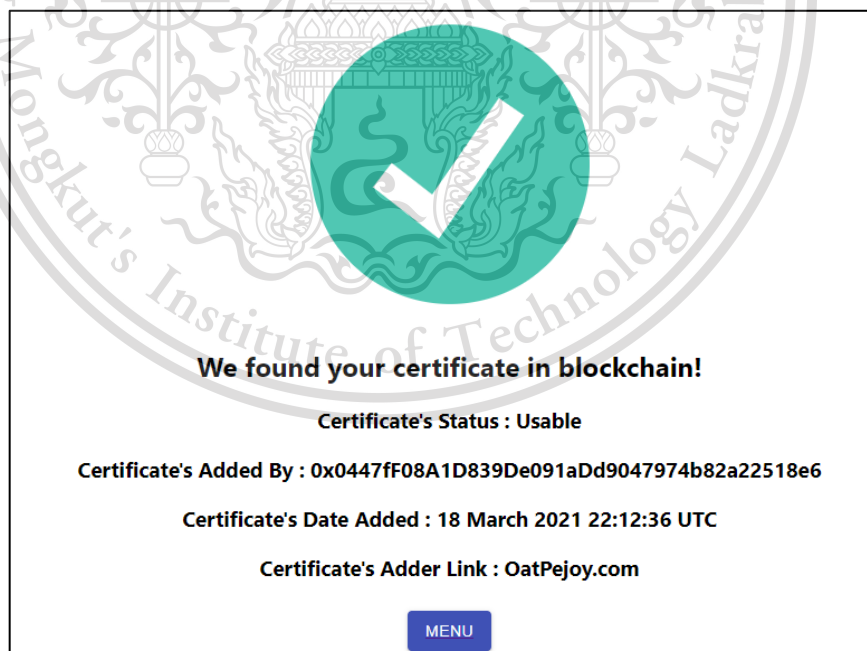 Mongkut's Institute of Technology Ladkra
We found your certificate in blockchain!
Certificate's Status : Usable
Certificate's Added By : 0x0447fF08A1D839De091aDd9047974b82a22518e6
Certificate's Date Added : 18 March 2021 22:12:36 UTC
Certificate's Adder Link : OatPejoy.com
MENU